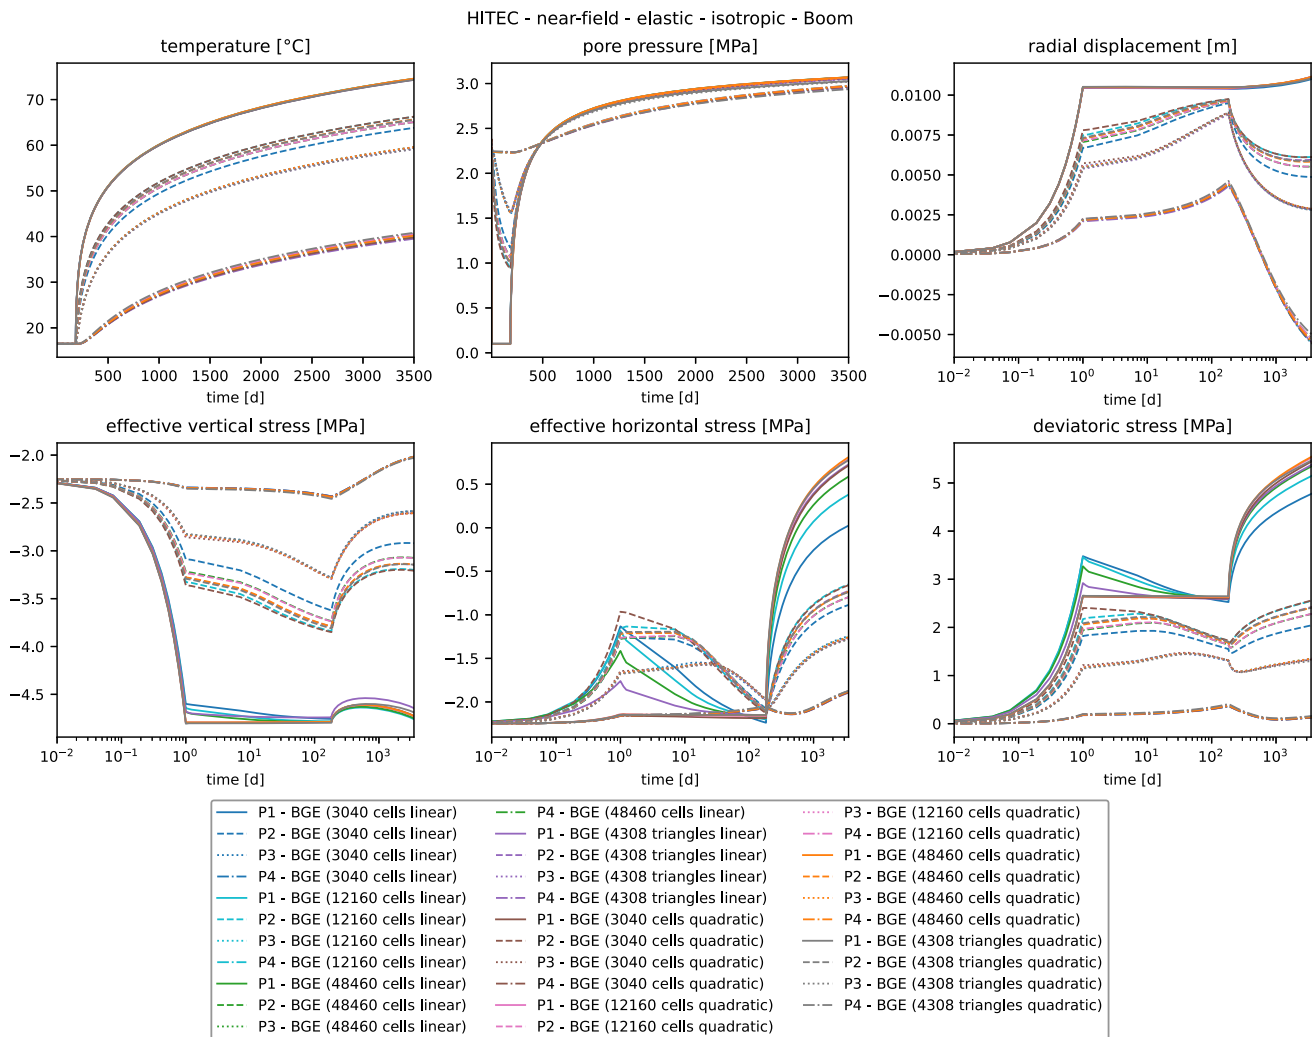 HITEC - near-field - elastic - isotropic - Boom
temperature [°C]
pore pressure [MPa]
radial displacement [m]
70
60
50
40
30
20
500
1000
1500
2000
2500
3000
3500
time [d]
3.0
2.5
2.0
1.5
1.0
0.5
0.0
500
1000
1500
2000
2500
3000
3500
time [d]
0.0100
0.0075
0.0050
0.0025
0.0000
−0.0025
−0.0050
10⁻²
10⁻¹
10⁰
10¹
10²
10³
time [d]
effective vertical stress [MPa]
effective horizontal stress [MPa]
deviatoric stress [MPa]
−2.0
−2.5
−3.0
−3.5
−4.0
−4.5
10⁻²
10⁻¹
10⁰
10¹
10²
10³
time [d]
0.5
0.0
−0.5
−1.0
−1.5
−2.0
10⁻²
10⁻¹
10⁰
10¹
10²
10³
time [d]
5
4
3
2
1
0
10⁻²
10⁻¹
10⁰
10¹
10²
10³
time [d]
P1 - BGE (3040 cells linear)
P2 - BGE (3040 cells linear)
P3 - BGE (3040 cells linear)
P4 - BGE (3040 cells linear)
P1 - BGE (12160 cells linear)
P2 - BGE (12160 cells linear)
P3 - BGE (12160 cells linear)
P4 - BGE (12160 cells linear)
P1 - BGE (48460 cells linear)
P2 - BGE (48460 cells linear)
P3 - BGE (48460 cells linear)
P4 - BGE (48460 cells linear)
P1 - BGE (4308 triangles linear)
P2 - BGE (4308 triangles linear)
P3 - BGE (4308 triangles linear)
P4 - BGE (4308 triangles linear)
P1 - BGE (3040 cells quadratic)
P2 - BGE (3040 cells quadratic)
P3 - BGE (3040 cells quadratic)
P4 - BGE (3040 cells quadratic)
P1 - BGE (12160 cells quadratic)
P2 - BGE (12160 cells quadratic)
P3 - BGE (12160 cells quadratic)
P4 - BGE (12160 cells quadratic)
P1 - BGE (48460 cells quadratic)
P2 - BGE (48460 cells quadratic)
P3 - BGE (48460 cells quadratic)
P4 - BGE (48460 cells quadratic)
P1 - BGE (4308 triangles quadratic)
P2 - BGE (4308 triangles quadratic)
P3 - BGE (4308 triangles quadratic)
P4 - BGE (4308 triangles quadratic)